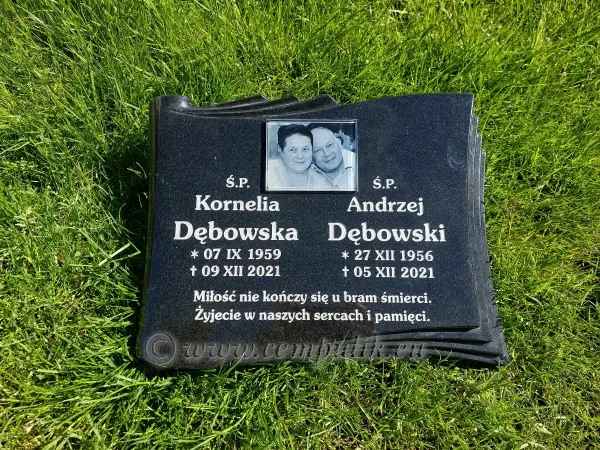 Ś.P.
Kornelia
Dębowska
* 07 IX 1959
† 09 XII 2021
Ś.P.
Andrzej
Dębowski
* 27 XII 1956
† 05 XII 2021
Miłość nie kończy się u bram śmierci.
Żyjecie w naszych sercach i pamięci.
© www.cempulik.eu